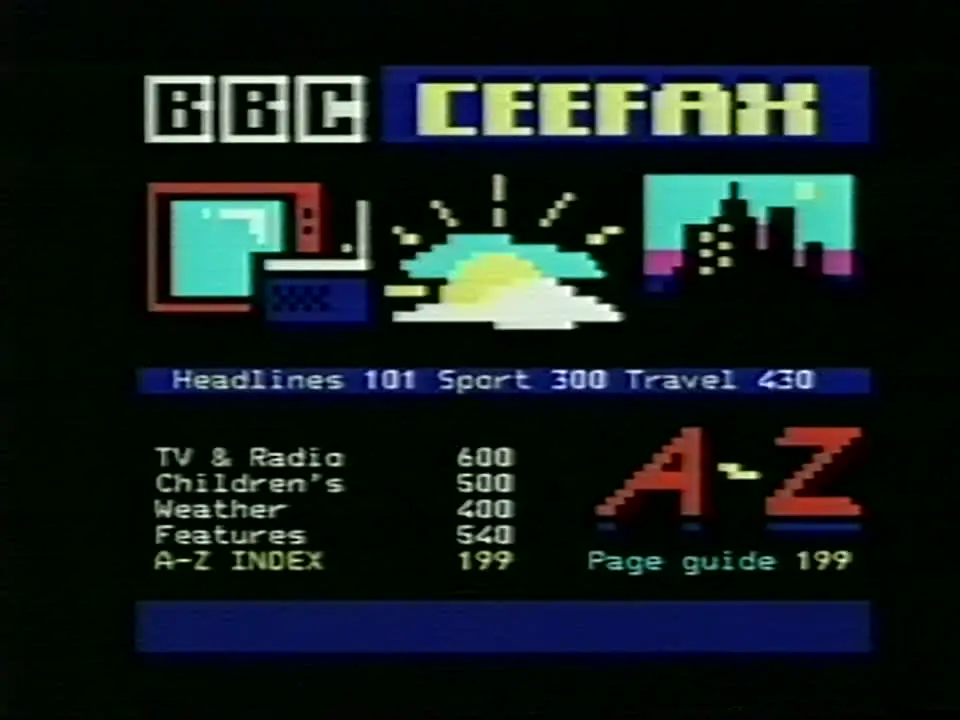 BBC CEEFAX
Headlines 101 Sport 300 Travel 430
TV & Radio 600
Children's 500
Weather 400
Features 540
A-Z INDEX 199
A-Z
Page guide 199